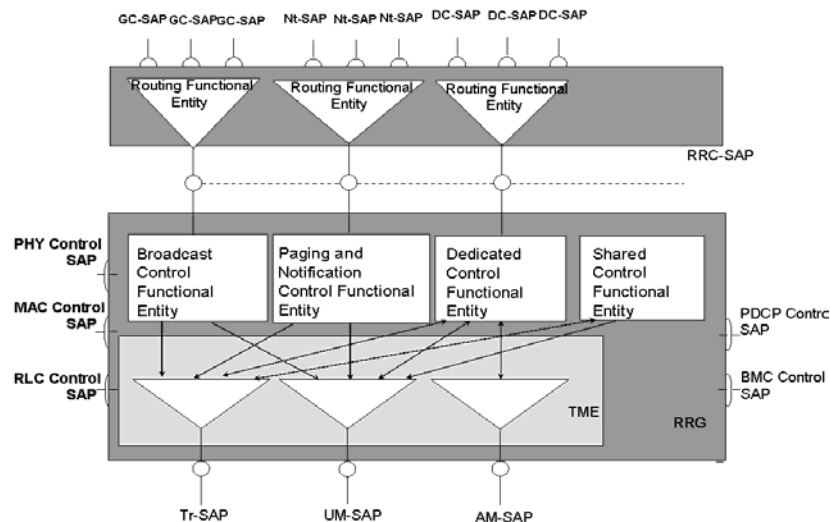 GC-SAP GC-SAP GC-SAP Nt-SAP Nt-SAP Nt-SAP DC-SAP DC-SAP DC-SAP
Routing Functional
Entity
Routing Functional
Entity
Routing Functional
Entity
RRC-SAP
PHY Control
SAP
MAC Control
SAP
RLC Control
SAP
Broadcast
Control
Functional
Entity
Paging and
Notification
Control Functional
Entity
Dedicated
Control
Functional
Entity
Shared
Control
Functional
Entity
PDCP Control
SAP
BMC Control
SAP
TME
RRG
Tr-SAP
UM-SAP
AM-SAP